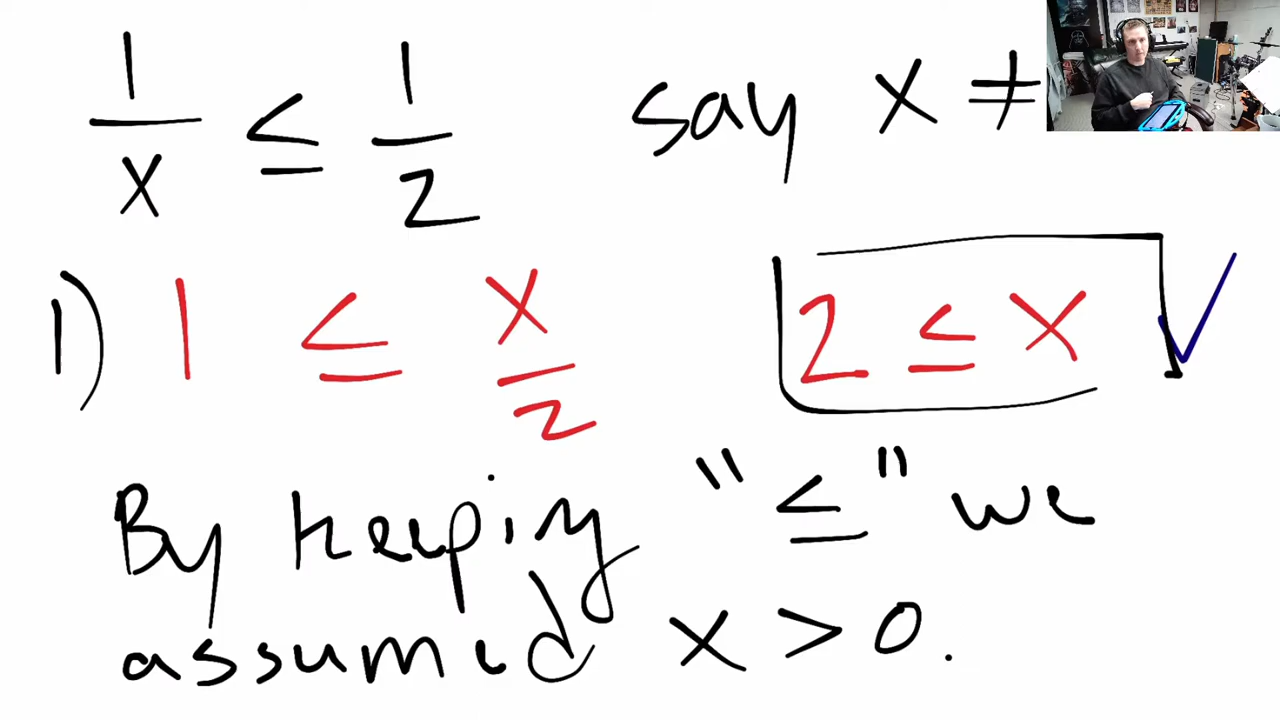 1/x ≤ 1/2 say x ≠
1) 1 ≤ x/2 2 ≤ x ✓
By keeping "≤" we
assumed x > 0.